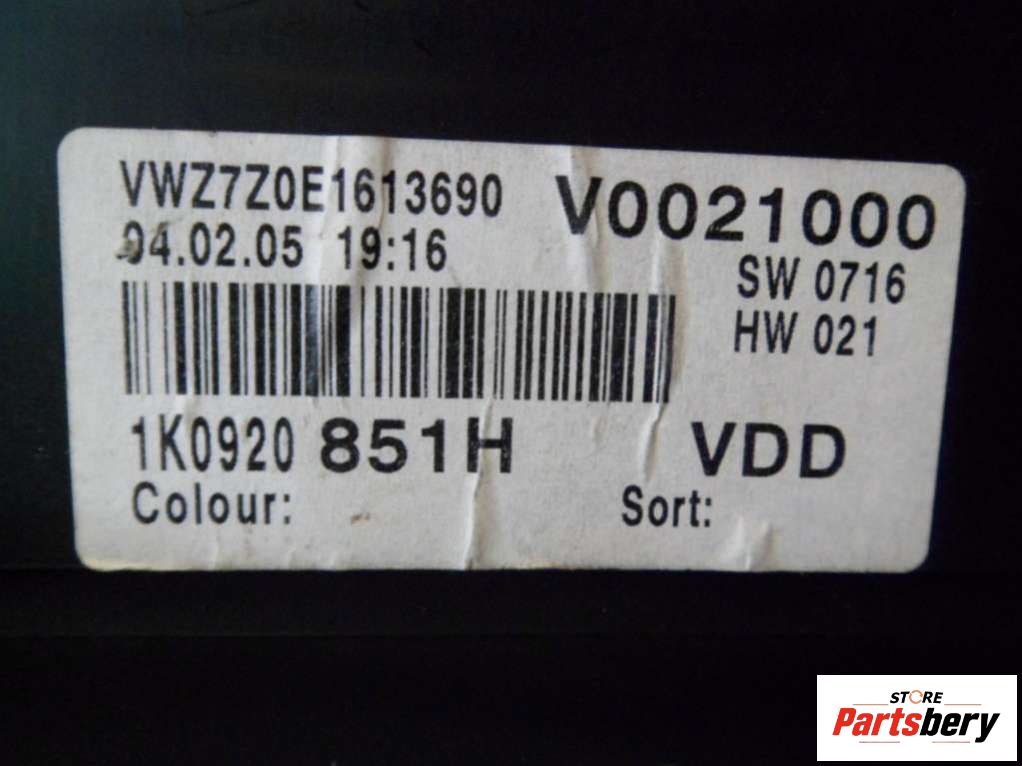 VWZ7Z0E1613690 V0021000
04.02.05 19:16 SW 0716
HW 021
1K0920 851H VDD
Colour: Sort:
STORE
Partsbery